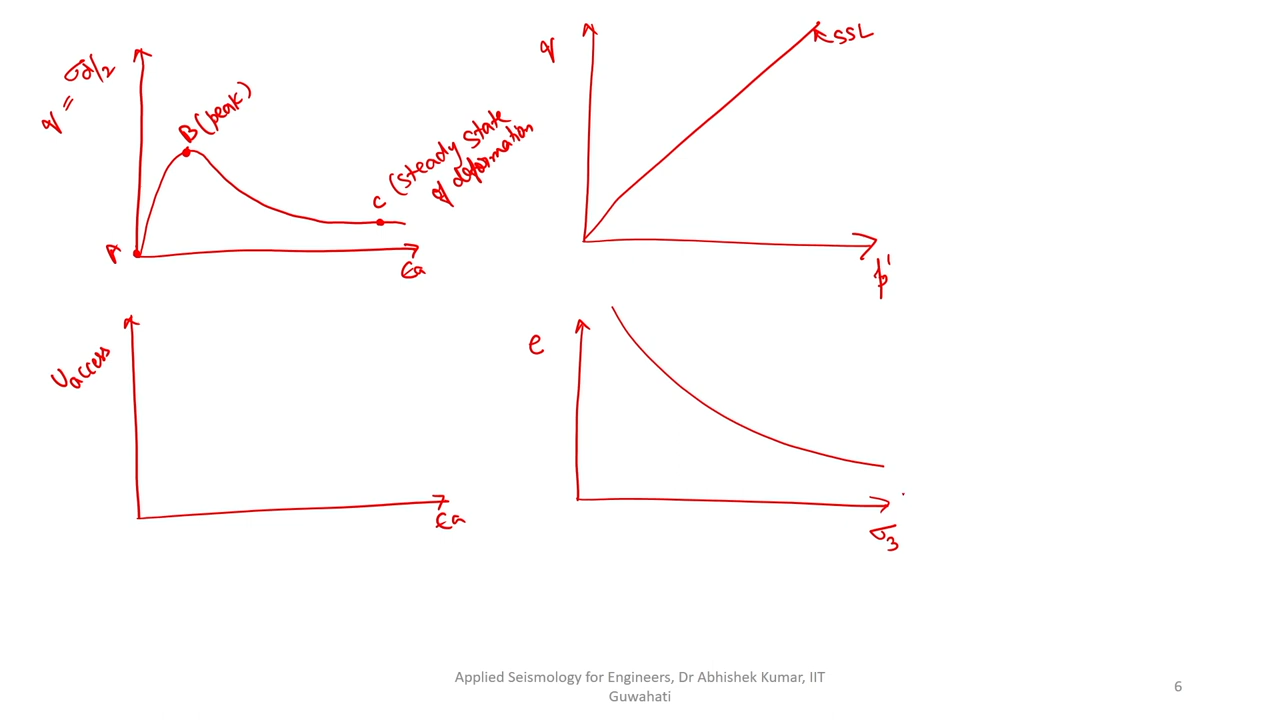 q = σd/2
B (peak)
C (steady state
of deformation
A
εa
q
SSL
p'
Uaccess
εa
e
σ3
Applied Seismology for Engineers, Dr Abhishek Kumar, IIT
Guwahati
6